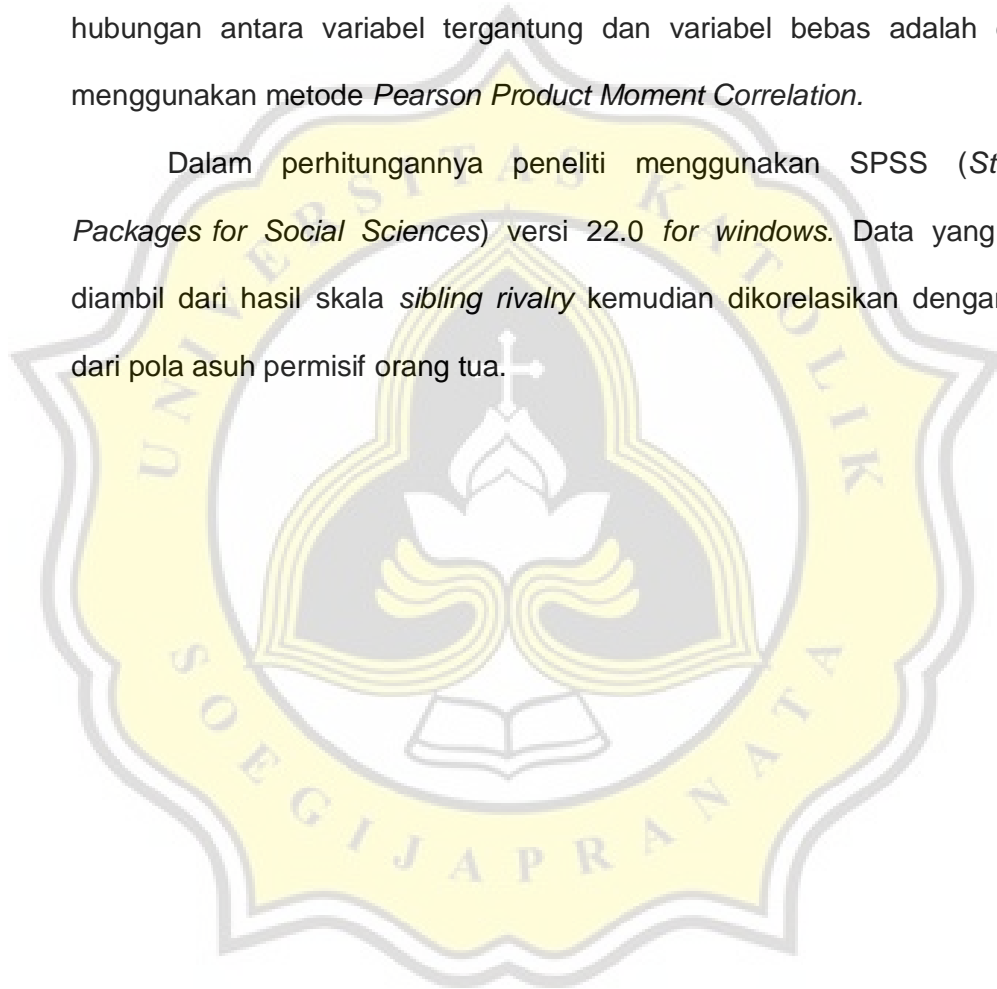 hubungan antara variabel tergantung dan variabel bebas adalah
menggunakan metode Pearson Product Moment Correlation.
Dalam perhitungannya peneliti menggunakan SPSS (
Packages for Social Sciences) versi 22.0 for windows. Data yang
diambil dari hasil skala sibling rivalry kemudian dikorelasikan
dari pola asuh permisif orang tua.
UNIVERSITAS KATOLIK
SOEGIJAPRANATA